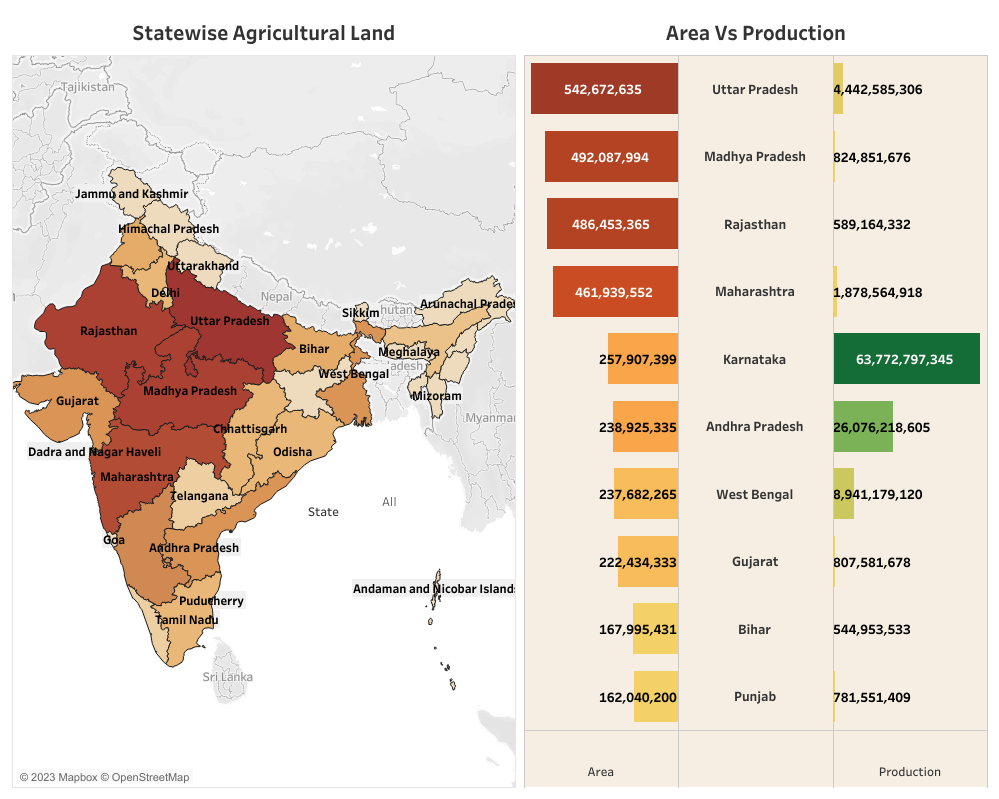 Statewise Agricultural Land
Tajikistan
Jammu and Kashmir
Himachal Pradesh
Uttarakhand
Delhi
Nepal
Sikkim
hutan
Arunachal Prades
Rajasthan
Uttar Pradesh
Bihar
Meghalaya
adesh
West Bengal
Madhya Pradesh
Mizoram
Gujarat
Myanmar
Chhattisgarh
Dadra and Nagar Haveli
Odisha
Maharashtra
Telangana
All
State
Goa
Andhra Pradesh
Andaman and Nicobar Islands
Puducherry
Tamil Nadu
Sri Lanka
© 2023 Mapbox © OpenStreetMap
Area Vs Production
542,672,635 Uttar Pradesh 4,442,585,306
492,087,994 Madhya Pradesh 824,851,676
486,453,365 Rajasthan 589,164,332
461,939,552 Maharashtra 1,878,564,918
257,907,399 Karnataka 63,772,797,345
238,925,335 Andhra Pradesh 26,076,218,605
237,682,265 West Bengal 8,941,179,120
222,434,333 Gujarat 807,581,678
167,995,431 Bihar 544,953,533
162,040,200 Punjab 781,551,409
Area Production